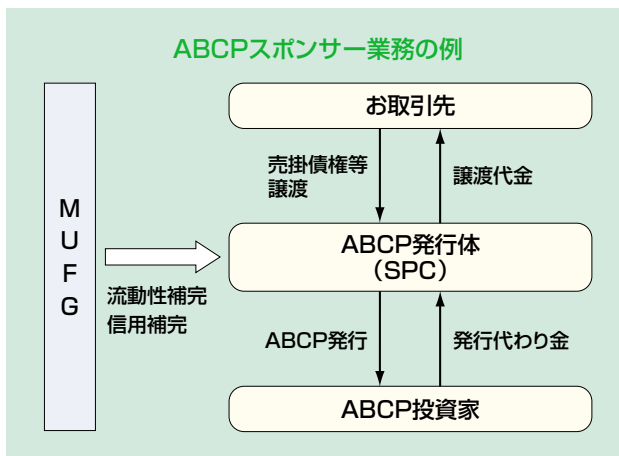 ABCPスポンサー業務の例
MUFG
お取引先
売掛債権等
譲渡
譲渡代金
ABCP発行体
（SPC）
流動性補完
信用補完
ABCP発行
発行代わり金
ABCP投資家